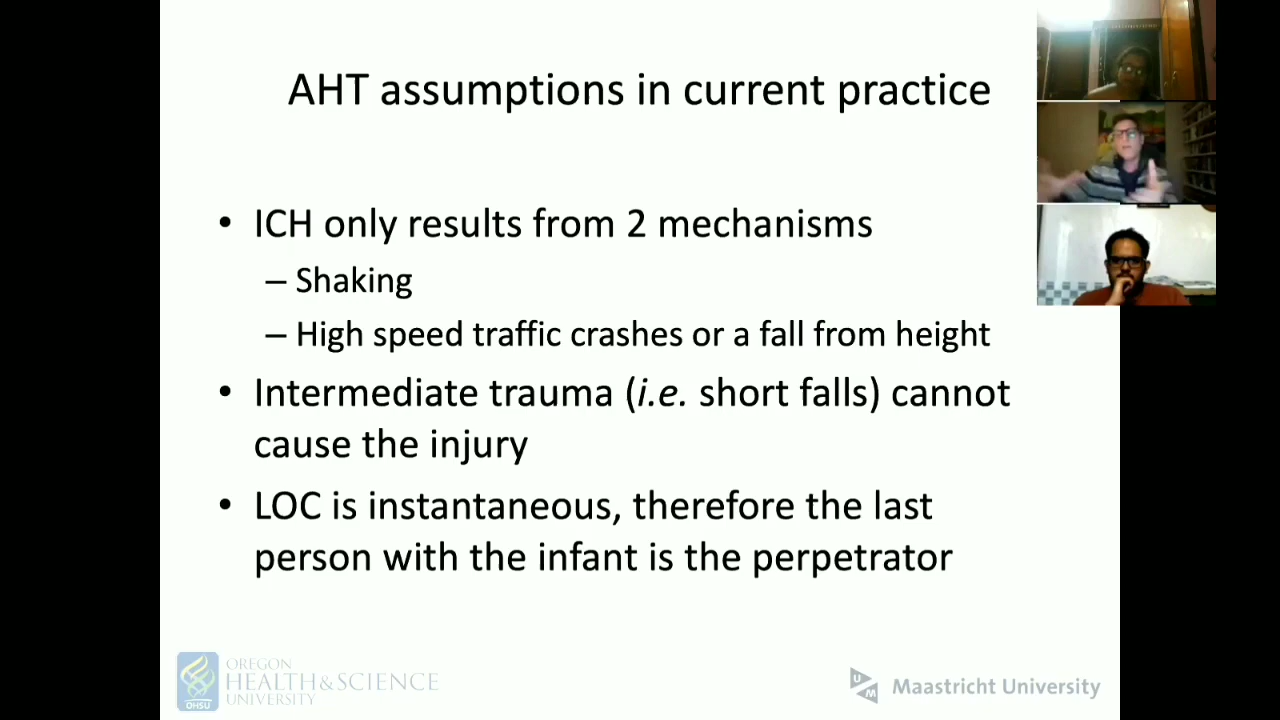 AHT assumptions in current practice
• ICH only results from 2 mechanisms
– Shaking
– High speed traffic crashes or a fall from height
• Intermediate trauma (i.e. short falls) cannot
cause the injury
• LOC is instantaneous, therefore the last
person with the infant is the perpetrator
OHSU
OREGON
HEALTH&SCIENCE
UNIVERSITY
UM
Maastricht University